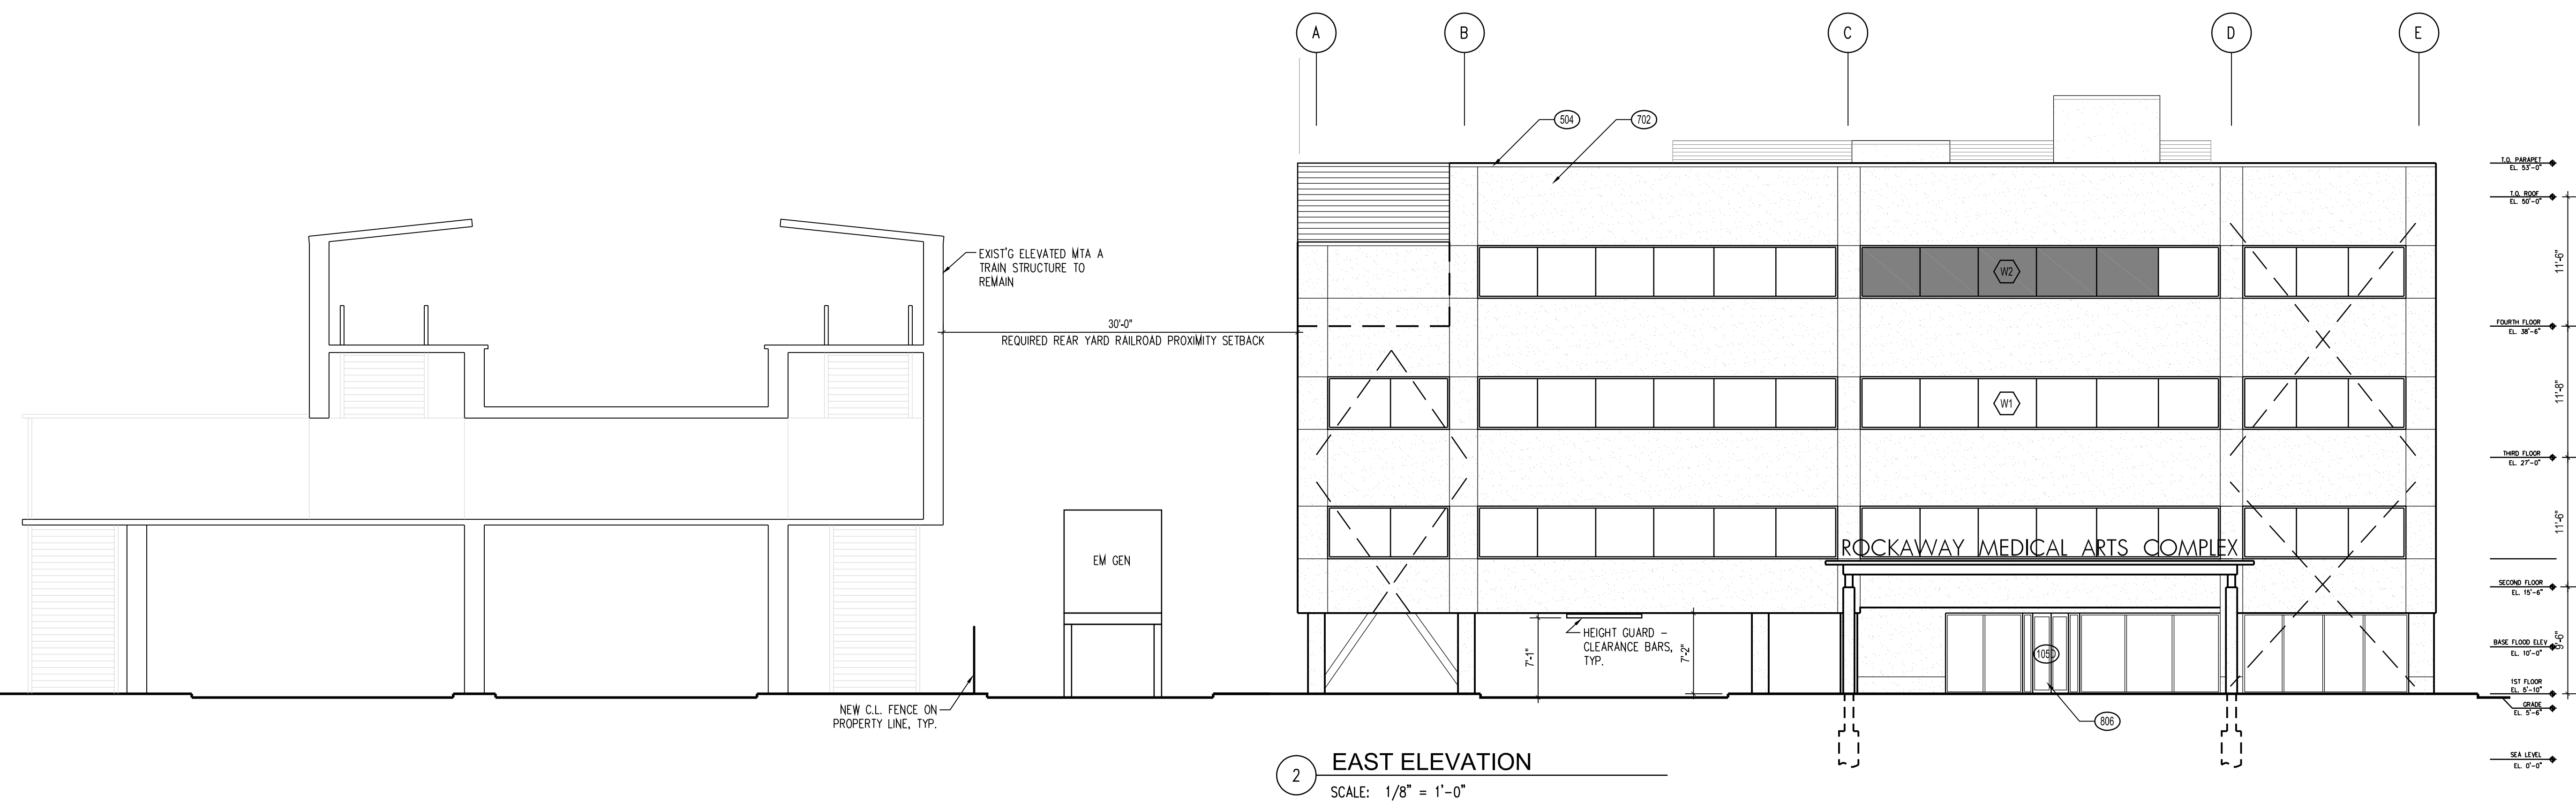 A
B
C
D
E
504
702
T.O. PARAPET
EL. 53'-0"
T.O. ROOF
EL. 50'-0"
EXIST'G ELEVATED MTA A
TRAIN STRUCTURE TO
REMAIN
W2
11'-6"
30'-0"
REQUIRED REAR YARD RAILROAD PROXIMITY SETBACK
FOURTH FLOOR
EL. 38'-6"
11'-8"
W1
THIRD FLOOR
EL. 27'-0"
11'-6"
ROCKAWAY MEDICAL ARTS COMPLEX
EM GEN
SECOND FLOOR
EL. 15'-6"
HEIGHT GUARD -
CLEARANCE BARS,
TYP.
7'-1"
7'-2"
105D
BASE FLOOD ELEV
EL. 10'-0"
9'-6"
1ST FLOOR
EL. 5'-10"
GRADE
EL. 5'-6"
NEW C.L. FENCE ON
PROPERTY LINE, TYP.
806
SEA LEVEL
EL. 0'-0"
2
EAST ELEVATION
SCALE: 1/8" = 1'-0"